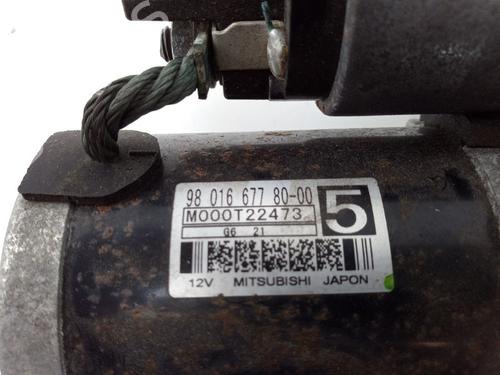 98 016 677 80-00
M000T22473
5
G6 21
12V MITSUBISHI JAPON